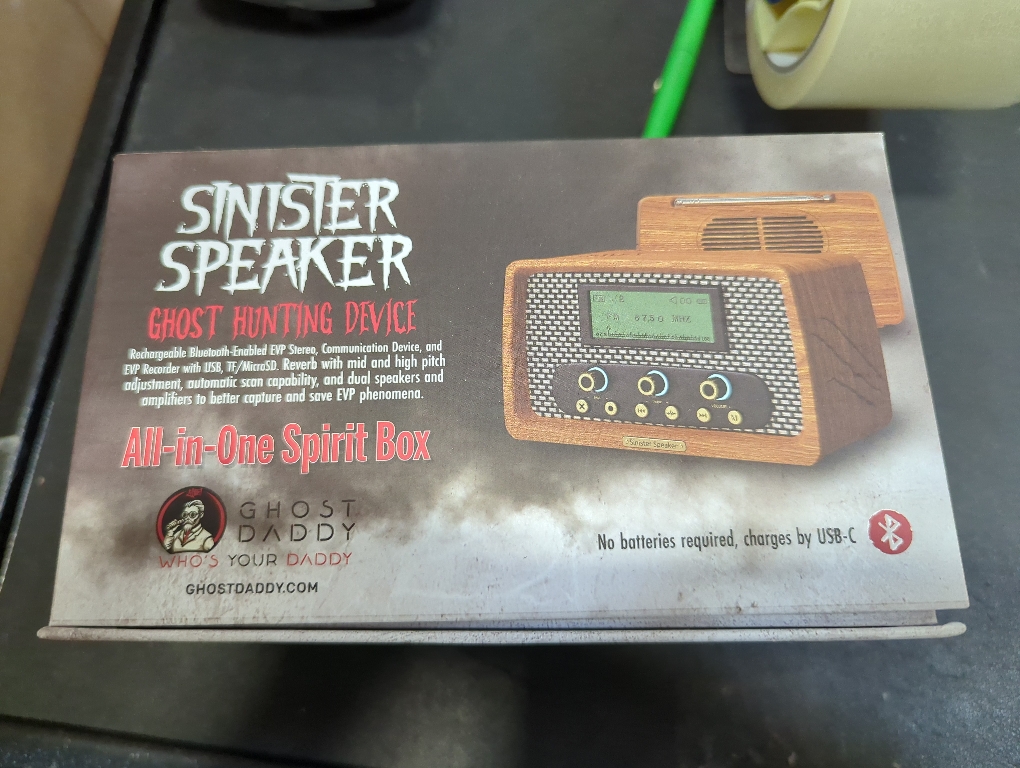 SINISTER
SPEAKER
GHOST HUNTING DEVICE
Rechargeable Bluetooth-Enabled EVP Stereo, Communication Device, and
EVP Recorder with USB, TF/MicroSD. Reverb with mid and high pitch
adjustment, automatic scan capability, and dual speakers and
amplifiers to better capture and save EVP phenomena.
All-in-One Spirit Box
GHOST
DADDY
WHO'S YOUR DADDY
GHOSTDADDY.COM
87.50 MHZ
Sinister Speaker
No batteries required, charges by USB-C